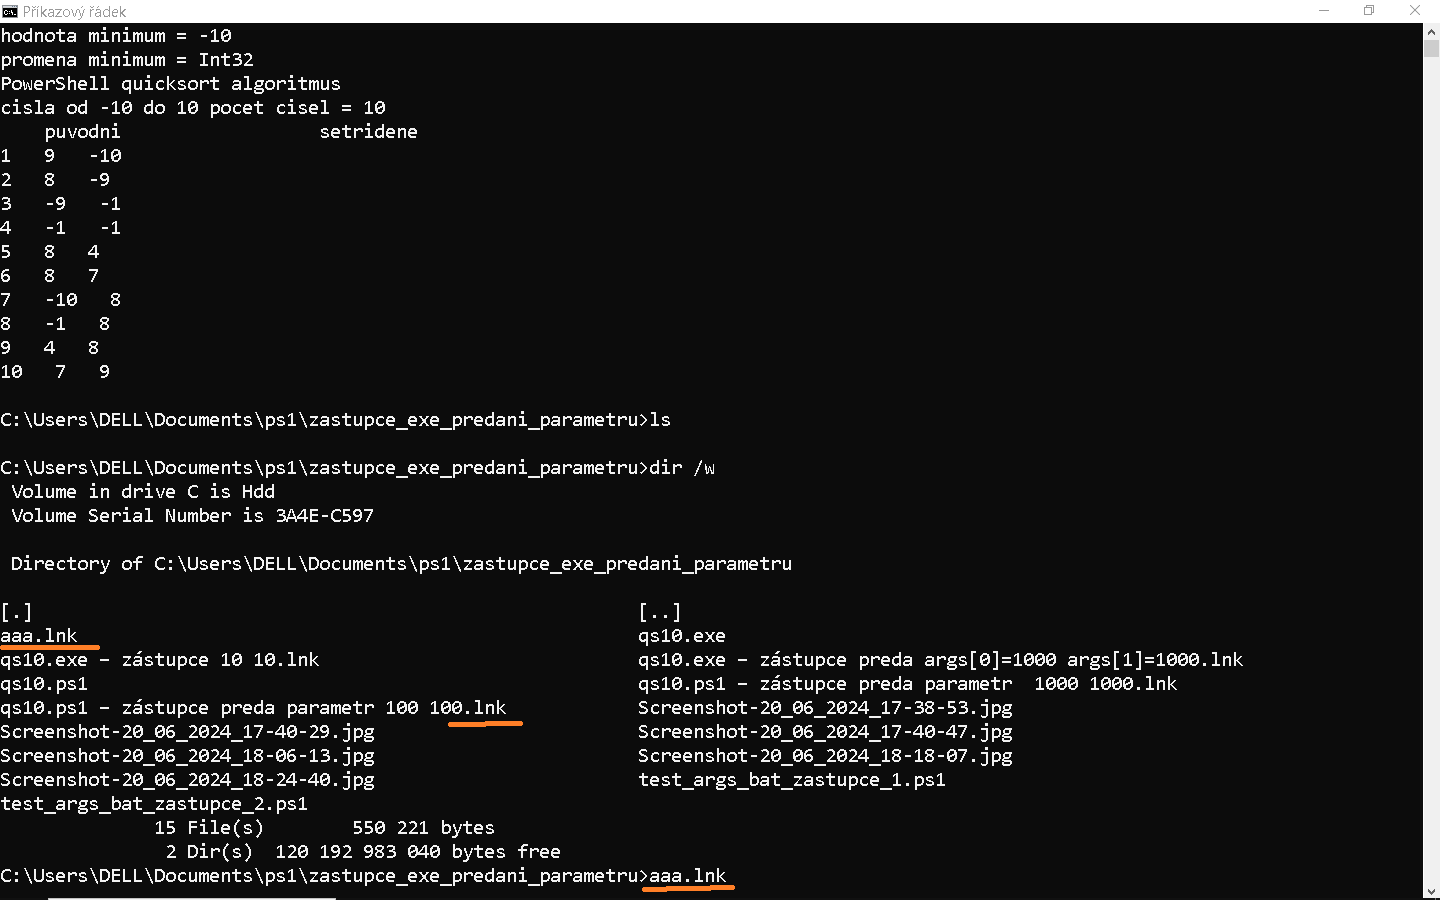 Příkazový řádek
hodnota minimum = -10
promena minimum = Int32
PowerShell quicksort algoritmus
cisla od -10 do 10 pocet cisel = 10
    puvodni                  setridene
1   9   -10
2   8   -9
3   -9   -1
4   -1   -1
5   8   4
6   8   7
7   -10   8
8   -1   8
9   4   8
10   7   9
C:\Users\DELL\Documents\ps1\zastupce_exe_predani_parametru>ls
C:\Users\DELL\Documents\ps1\zastupce_exe_predani_parametru>dir /w
 Volume in drive C is Hdd
 Volume Serial Number is 3A4E-C597
 Directory of C:\Users\DELL\Documents\ps1\zastupce_exe_predani_parametru
[.]                                                       [..]
aaa.lnk                                                   qs10.exe
qs10.exe – zástupce 10 10.lnk                             qs10.exe – zástupce preda args[0]=1000 args[1]=1000.lnk
qs10.ps1                                                  qs10.ps1 – zástupce preda parametr  1000 1000.lnk
qs10.ps1 – zástupce preda parametr 100 100.lnk            Screenshot-20_06_2024_17-38-53.jpg
Screenshot-20_06_2024_17-40-29.jpg                        Screenshot-20_06_2024_17-40-47.jpg
Screenshot-20_06_2024_18-06-13.jpg                        Screenshot-20_06_2024_18-18-07.jpg
Screenshot-20_06_2024_18-24-40.jpg                        test_args_bat_zastupce_1.ps1
test_args_bat_zastupce_2.ps1
              15 File(s)        550 221 bytes
               2 Dir(s)  120 192 983 040 bytes free
C:\Users\DELL\Documents\ps1\zastupce_exe_predani_parametru>aaa.lnk